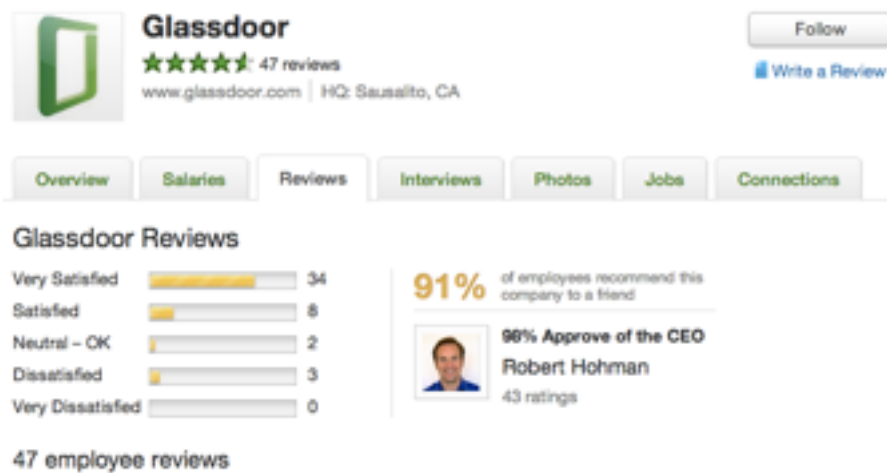 Glassdoor
47 reviews
www.glassdoor.com | HQ: Sausalito, CA
Follow
Write a Review
Overview Salaries Reviews Interviews Photos Jobs Connections
Glassdoor Reviews
Very Satisfied 34
Satisfied 8
Neutral – OK 2
Dissatisfied 3
Very Dissatisfied 0
91% of employees recommend this
company to a friend
98% Approve of the CEO
Robert Hohman
43 ratings
47 employee reviews